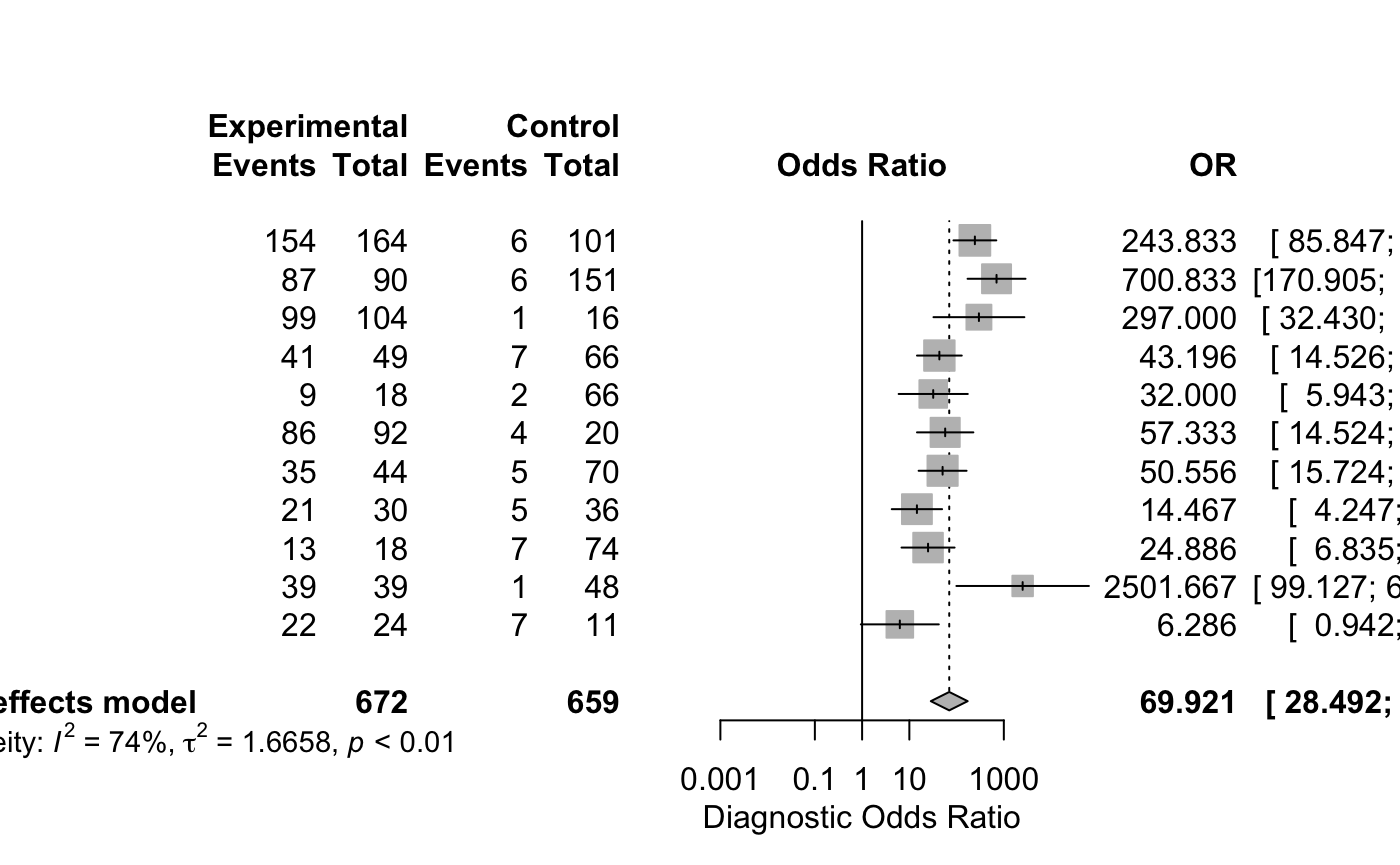 Experimental Control
Events Total Events Total Odds Ratio OR
154 164 6 101 243.833 [ 85.847;
87 90 6 151 700.833 [170.905;
99 104 1 16 297.000 [ 32.430;
41 49 7 66 43.196 [ 14.526;
9 18 2 66 32.000 [ 5.943;
86 92 4 20 57.333 [ 14.524;
35 44 5 70 50.556 [ 15.724;
21 30 5 36 14.467 [ 4.247;
13 18 7 74 24.886 [ 6.835;
39 39 1 48 2501.667 [ 99.127; 6
22 24 7 11 6.286 [ 0.942;
effects model 672 659 69.921 [ 28.492;
eity: I² = 74%, τ² = 1.6658, p < 0.01
0.001 0.1 1 10 1000
Diagnostic Odds Ratio